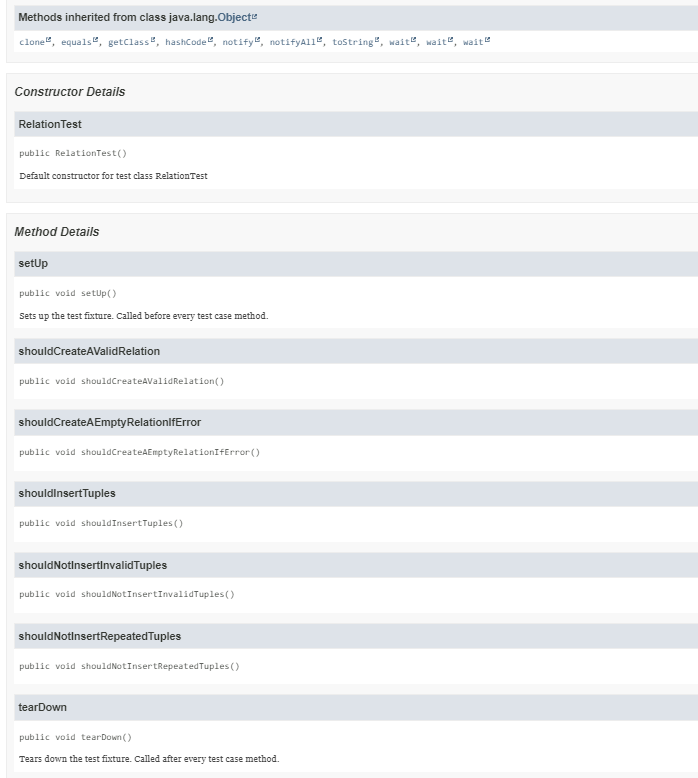 Methods inherited from class java.lang.Object
clone, equals, getClass, hashCode, notify, notifyAll, toString, wait, wait, wait
Constructor Details
RelationTest
public RelationTest()
Default constructor for test class RelationTest
Method Details
setUp
public void setUp()
Sets up the test fixture. Called before every test case method.
shouldCreateAValidRelation
public void shouldCreateAValidRelation()
shouldCreateAEmptyRelationIfError
public void shouldCreateAEmptyRelationIfError()
shouldInsertTuples
public void shouldInsertTuples()
shouldNotInsertInvalidTuples
public void shouldNotInsertInvalidTuples()
shouldNotInsertRepeatedTuples
public void shouldNotInsertRepeatedTuples()
tearDown
public void tearDown()
Tears down the test fixture. Called after every test case method.